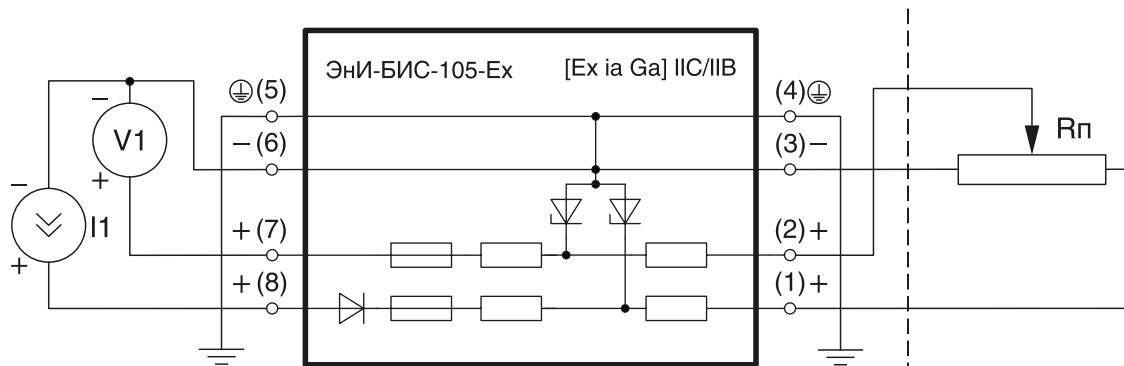 ЭнИ-БИС-105-Ex [Ex ia Ga] IIC/IIB
(5) (4)
− V1 + − (6) (3) − Rп
− I1 + + (7) (2) +
+ (8) (1) +